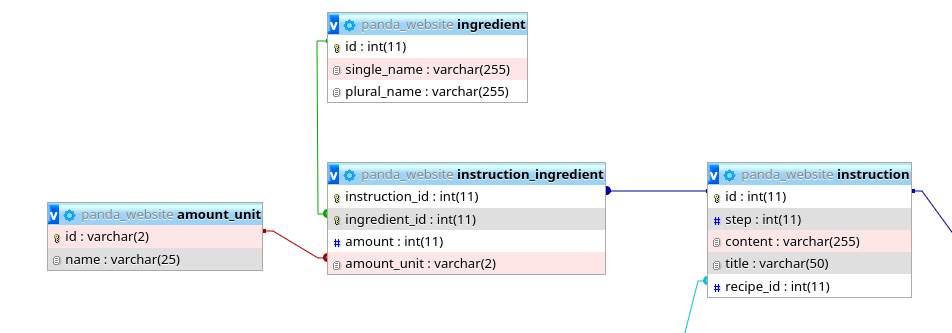 v panda_website ingredient
id : int(11)
single_name : varchar(255)
plural_name : varchar(255)
v panda_website instruction_ingredient
instruction_id : int(11)
ingredient_id : int(11)
# amount : int(11)
amount_unit : varchar(2)
v panda_website amount_unit
id : varchar(2)
name : varchar(25)
v panda_website instruction
id : int(11)
# step : int(11)
content : varchar(255)
title : varchar(50)
# recipe_id : int(11)